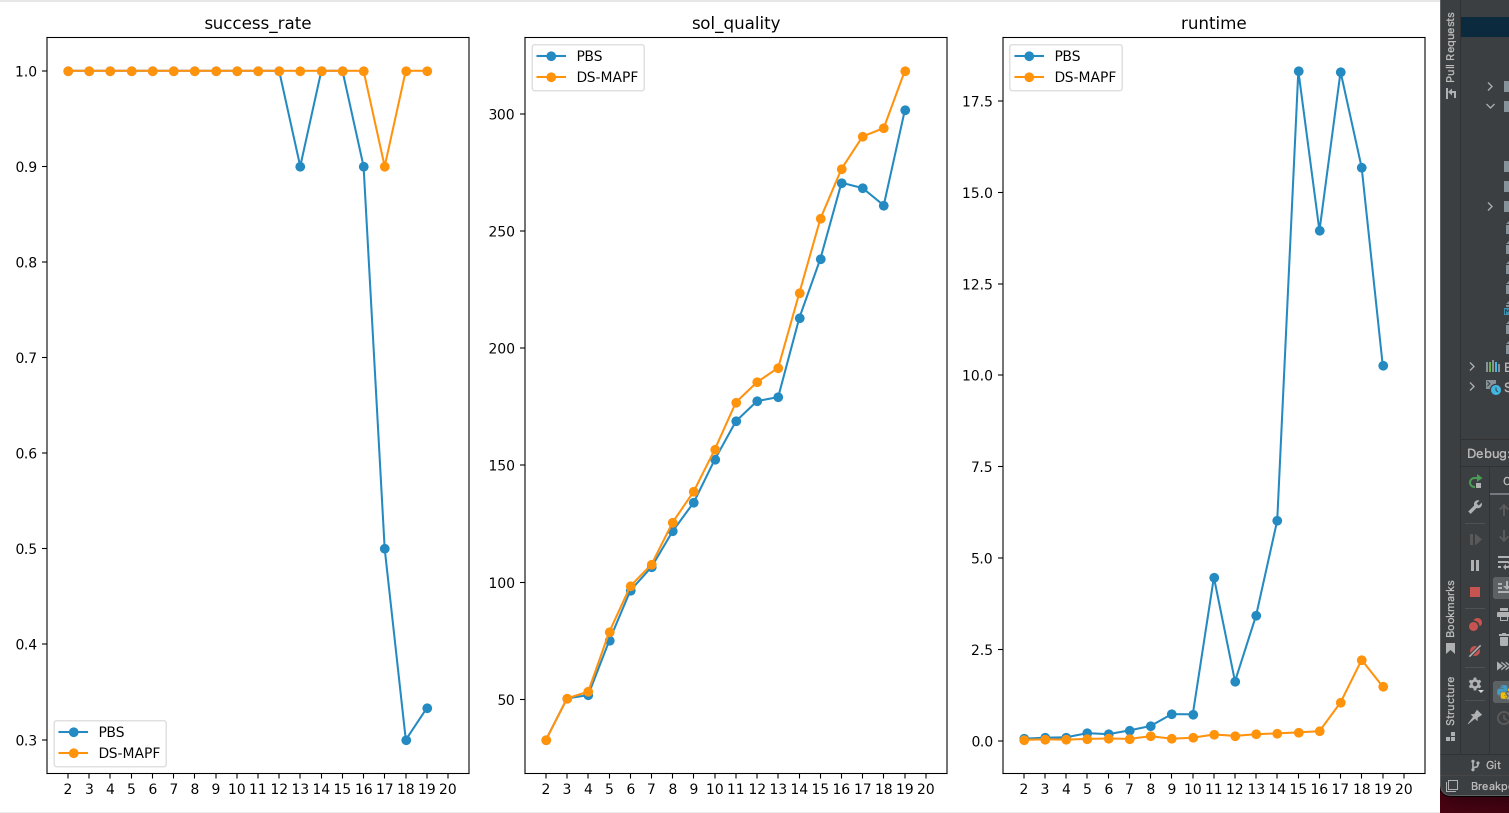 success_rate
1.0
0.9
0.8
0.7
0.6
0.5
0.4
0.3
PBS
DS-MAPF
2 3 4 5 6 7 8 9 10 11 12 13 14 15 16 17 18 19 20
sol_quality
PBS
DS-MAPF
300
250
200
150
100
50
2 3 4 5 6 7 8 9 10 11 12 13 14 15 16 17 18 19 20
runtime
PBS
DS-MAPF
17.5
15.0
12.5
10.0
7.5
5.0
2.5
0.0
2 3 4 5 6 7 8 9 10 11 12 13 14 15 16 17 18 19 20
Pull Requests
Bookmarks
Structure
Debug:
Git